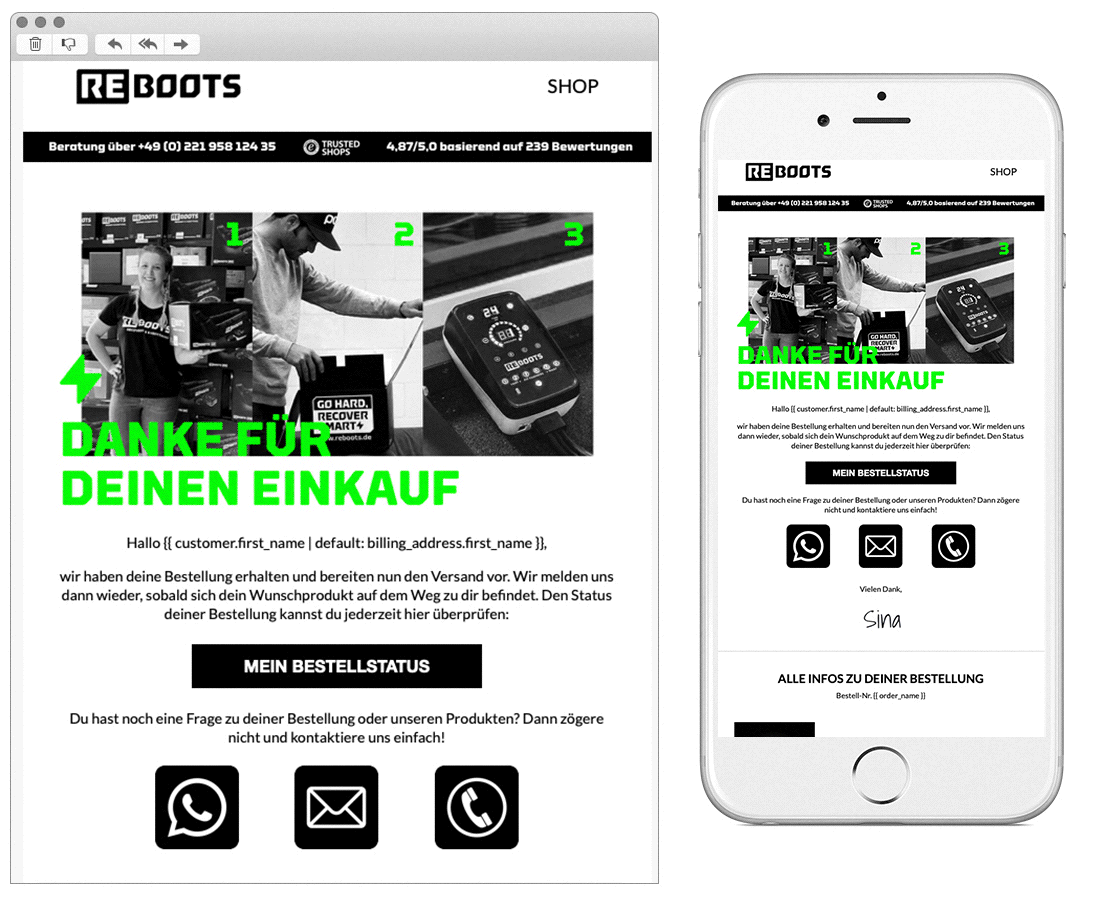 REBOOTS
SHOP
Beratung über +49 (0) 221 958 124 35
TRUSTED
SHOPS
4,87/5,0 basierend auf 239 Bewertungen
1
2
3
REBOOTS
GO HARD,
RECOVER
SMART
www.reboots.de
24
REBOOTS
DANKE FÜR
DEINEN EINKAUF
Hallo {{ customer.first_name | default: billing_address.first_name }},
wir haben deine Bestellung erhalten und bereiten nun den Versand vor. Wir melden uns
dann wieder, sobald sich dein Wunschprodukt auf dem Weg zu dir befindet. Den Status
deiner Bestellung kannst du jederzeit hier überprüfen:
MEIN BESTELLSTATUS
Du hast noch eine Frage zu deiner Bestellung oder unseren Produkten? Dann zögere
nicht und kontaktiere uns einfach!
REBOOTS
SHOP
Beratung über +49 (0) 221 958 124 35
TRUSTED
SHOPS
4,87/5,0 basierend auf 239 Bewertungen
1
2
3
REBOOTS
GO HARD,
RECOVER
SMART
www.reboots.de
24
REBOOTS
DANKE FÜR
DEINEN EINKAUF
Hallo {{ customer.first_name | default: billing_address.first_name }},
wir haben deine Bestellung erhalten und bereiten nun den Versand vor. Wir melden uns
dann wieder, sobald sich dein Wunschprodukt auf dem Weg zu dir befindet. Den Status
deiner Bestellung kannst du jederzeit hier überprüfen:
MEIN BESTELLSTATUS
Du hast noch eine Frage zu deiner Bestellung oder unseren Produkten? Dann zögere
nicht und kontaktiere uns einfach!
Vielen Dank,
Sina
ALLE INFOS ZU DEINER BESTELLUNG
Bestell-Nr. {{ order_name }}